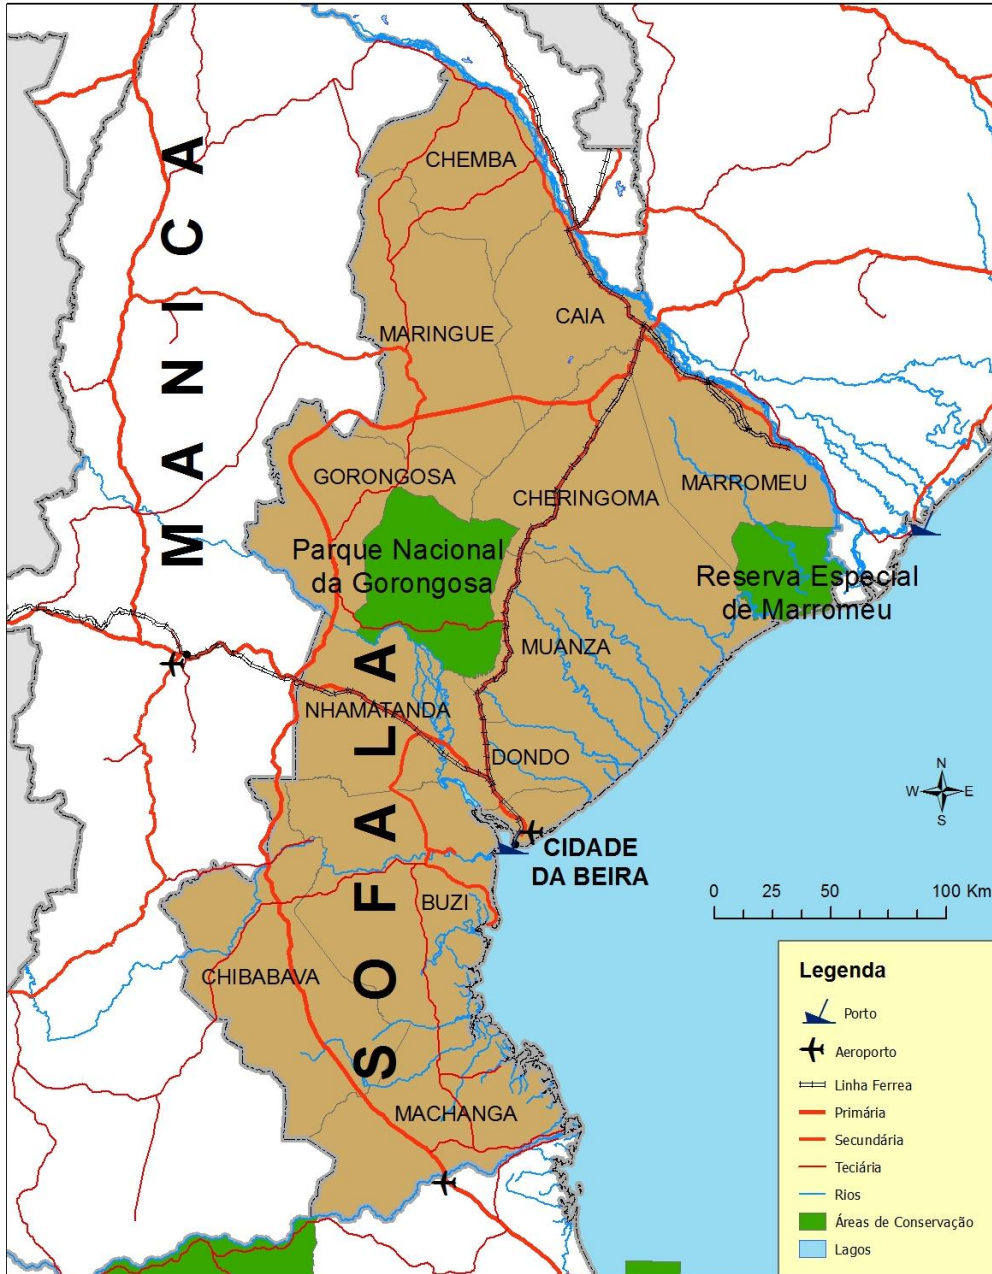 MANICA
CHEMBA
CAIA
MARINGUE
GORONGOSA
CHERINGOMA
MARROMEU
Parque Nacional
da Gorongosa
Reserva Especial
de Marromeu
MUANZA
NHAMATANDA
DONDO
SOFALA
CIDADE
DA BEIRA
BUZI
CHIBABAVA
MACHANGA
N
W
E
S
0 25 50 100 Km
Legenda
Porto
Aeroporto
Linha Ferrea
Primária
Secundária
Teciária
Rios
Áreas de Conservação
Lagos